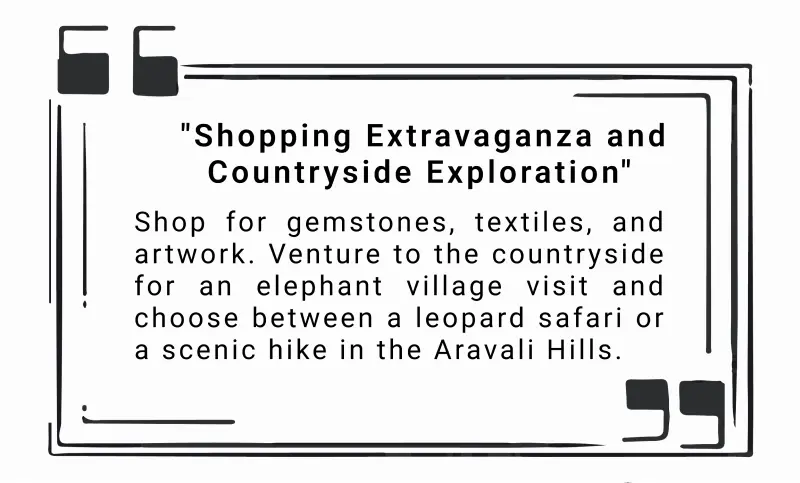 "Shopping Extravaganza and
Countryside Exploration"
Shop for gemstones, textiles, and
artwork. Venture to the countryside
for an elephant village visit and
choose between a leopard safari or
a scenic hike in the Aravali Hills.